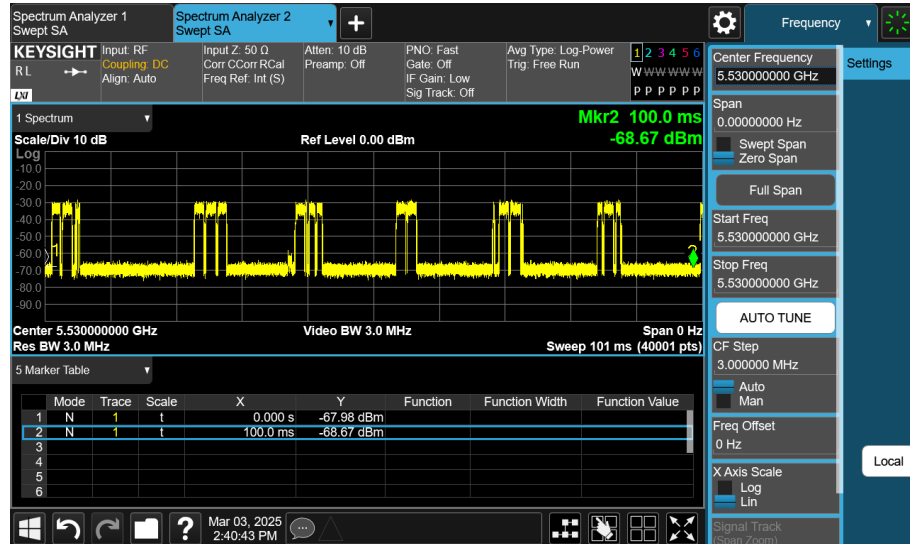 Spectrum Analyzer 1
Swept SA
Spectrum Analyzer 2
Swept SA
Frequency
KEYSIGHT
RL
LXI
Input: RF
Coupling: DC
Align: Auto
Input Z: 50 Ω
Corr CCorr RCal
Freq Ref: Int (S)
Atten: 10 dB
Preamp: Off
PNO: Fast
Gate: Off
IF Gain: Low
Sig Track: Off
Avg Type: Log-Power
Trig: Free Run
1 2 3 4 5 6
W W W W W W
P P P P P P
Center Frequency
5.530000000 GHz
Settings
1 Spectrum
Mkr2 100.0 ms
Scale/Div 10 dB
Ref Level 0.00 dBm
-68.67 dBm
Log
-10.0
-20.0
-30.0
-40.0
-50.0
-60.0
-70.0
-80.0
-90.0
1
2
Center 5.530000000 GHz
Video BW 3.0 MHz
Span 0 Hz
Res BW 3.0 MHz
Sweep 101 ms (40001 pts)
Span
0.00000000 Hz
Swept Span
Zero Span
Full Span
Start Freq
5.530000000 GHz
Stop Freq
5.530000000 GHz
AUTO TUNE
CF Step
3.000000 MHz
Auto
Man
Freq Offset
0 Hz
X Axis Scale
Log
Lin
Signal Track
(Span Zoom)
Local
5 Marker Table
Mode Trace Scale X Y Function Function Width Function Value
1 N 1 t 0.000 s -67.98 dBm
2 N 1 t 100.0 ms -68.67 dBm
3
4
5
6
?
Mar 03, 2025
2:40:43 PM